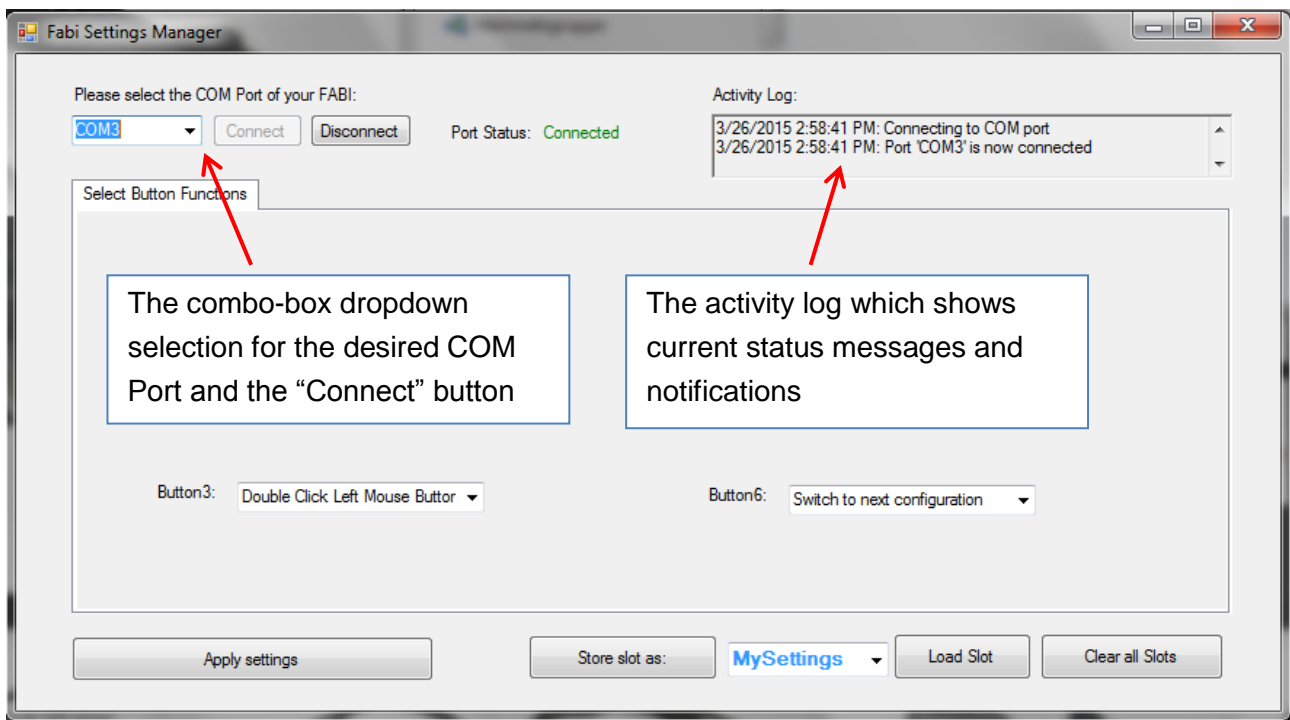 Fabi Settings Manager
Please select the COM Port of your FABI:
Activity Log:
COM3 Connect Disconnect Port Status: Connected
3/26/2015 2:58:41 PM: Connecting to COM port
3/26/2015 2:58:41 PM: Port 'COM3' is now connected
Select Button Functions
The combo-box dropdown
selection for the desired COM
Port and the “Connect” button
The activity log which shows
current status messages and
notifications
Button3: Double Click Left Mouse Buttor
Button6: Switch to next configuration
Apply settings Store slot as: MySettings Load Slot Clear all Slots